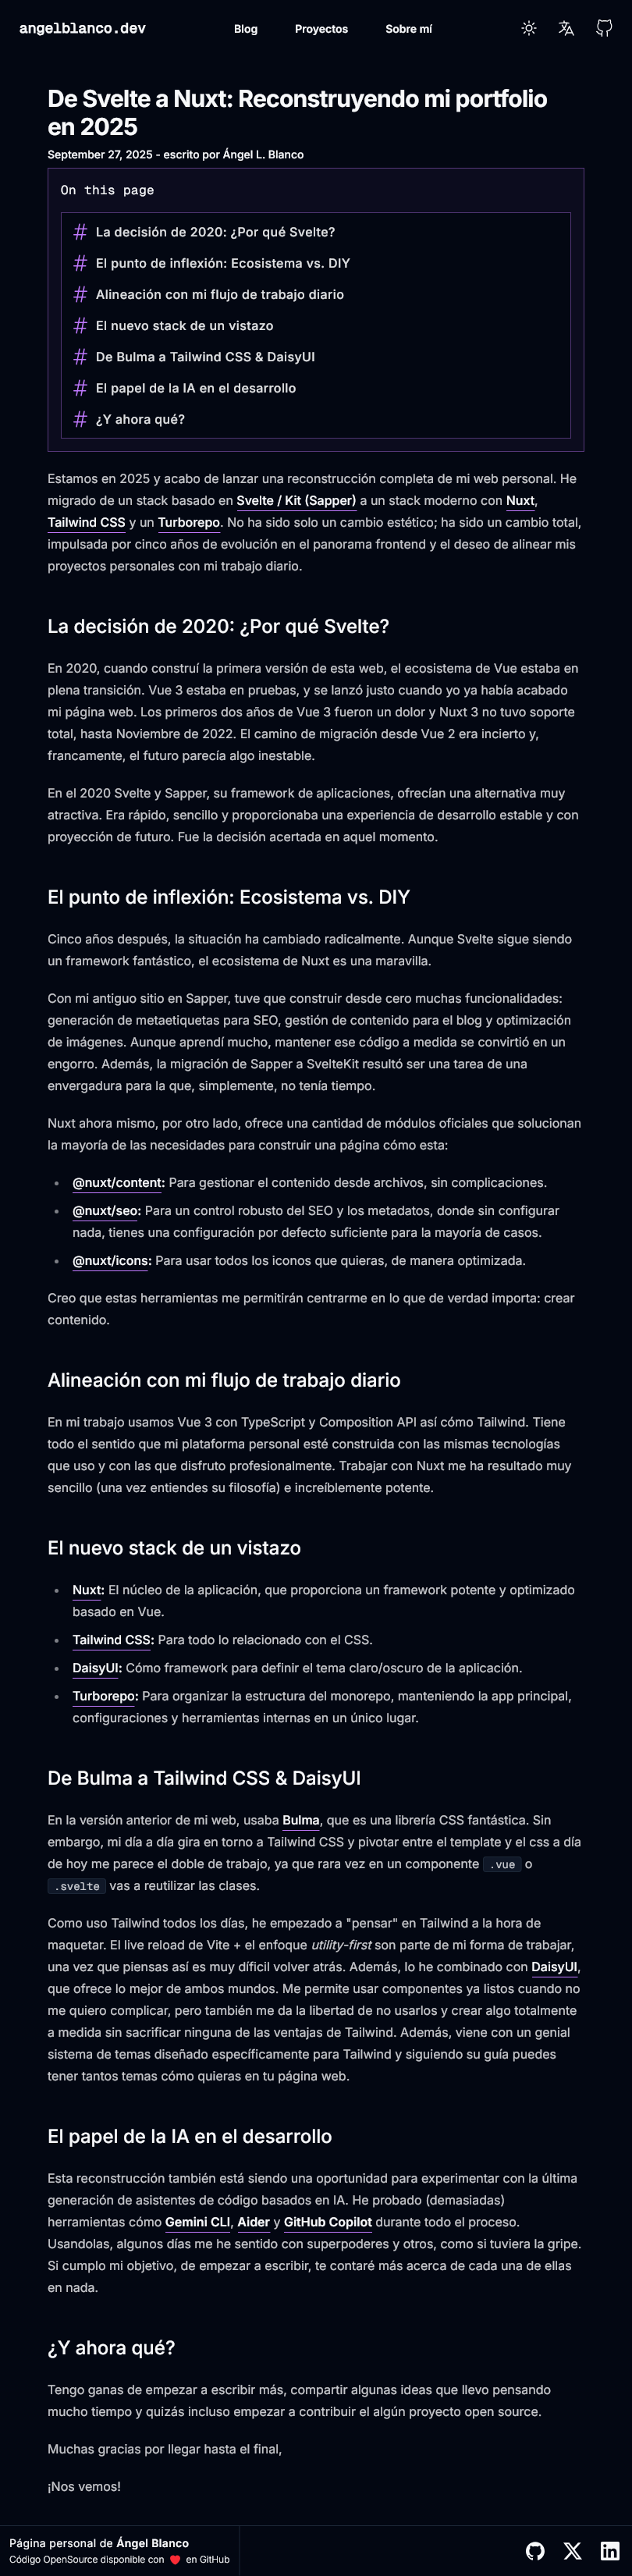 angelblanco.dev
Blog
Proyectos
Sobre mí
De Svelte a Nuxt: Reconstruyendo mi portfolio
en 2025
September 27, 2025 - escrito por Ángel L. Blanco
On this page
La decisión de 2020: ¿Por qué Svelte?
El punto de inflexión: Ecosistema vs. DIY
Alineación con mi flujo de trabajo diario
El nuevo stack de un vistazo
De Bulma a Tailwind CSS & DaisyUI
El papel de la IA en el desarrollo
¿Y ahora qué?
Estamos en 2025 y acabo de lanzar una reconstrucción completa de mi web personal. He
migrado de un stack basado en Svelte / Kit (Sapper) a un stack moderno con Nuxt,
Tailwind CSS y un Turborepo. No ha sido solo un cambio estético; ha sido un cambio total,
impulsada por cinco años de evolución en el panorama frontend y el deseo de alinear mis
proyectos personales con mi trabajo diario.
La decisión de 2020: ¿Por qué Svelte?
En 2020, cuando construí la primera versión de esta web, el ecosistema de Vue estaba en
plena transición. Vue 3 estaba en pruebas, y se lanzó justo cuando yo ya había acabado
mi página web. Los primeros dos años de Vue 3 fueron un dolor y Nuxt 3 no tuvo soporte
total, hasta Noviembre de 2022. El camino de migración desde Vue 2 era incierto y,
francamente, el futuro parecía algo inestable.
En el 2020 Svelte y Sapper, su framework de aplicaciones, ofrecían una alternativa muy
atractiva. Era rápido, sencillo y proporcionaba una experiencia de desarrollo estable y con
proyección de futuro. Fue la decisión acertada en aquel momento.
El punto de inflexión: Ecosistema vs. DIY
Cinco años después, la situación ha cambiado radicalmente. Aunque Svelte sigue siendo
un framework fantástico, el ecosistema de Nuxt es una maravilla.
Con mi antiguo sitio en Sapper, tuve que construir desde cero muchas funcionalidades:
generación de metaetiquetas para SEO, gestión de contenido para el blog y optimización
de imágenes. Aunque aprendí mucho, mantener ese código a medida se convirtió en un
engorro. Además, la migración de Sapper a SvelteKit resultó ser una tarea de una
envergadura para la que, simplemente, no tenía tiempo.
Nuxt ahora mismo, por otro lado, ofrece una cantidad de módulos oficiales que solucionan
la mayoría de las necesidades para construir una página cómo esta:
@nuxt/content: Para gestionar el contenido desde archivos, sin complicaciones.
@nuxt/seo: Para un control robusto del SEO y los metadatos, donde sin configurar
nada, tienes una configuración por defecto suficiente para la mayoría de casos.
@nuxt/icons: Para usar todos los iconos que quieras, de manera optimizada.
Creo que estas herramientas me permitirán centrarme en lo que de verdad importa: crear
contenido.
Alineación con mi flujo de trabajo diario
En mi trabajo usamos Vue 3 con TypeScript y Composition API así cómo Tailwind. Tiene
todo el sentido que mi plataforma personal esté construida con las mismas tecnologías
que uso y con las que disfruto profesionalmente. Trabajar con Nuxt me ha resultado muy
sencillo (una vez entiendes su filosofía) e increíblemente potente.
El nuevo stack de un vistazo
Nuxt: El núcleo de la aplicación, que proporciona un framework potente y optimizado
basado en Vue.
Tailwind CSS: Para todo lo relacionado con el CSS.
DaisyUI: Cómo framework para definir el tema claro/oscuro de la aplicación.
Turborepo: Para organizar la estructura del monorepo, manteniendo la app principal,
configuraciones y herramientas internas en un único lugar.
De Bulma a Tailwind CSS & DaisyUI
En la versión anterior de mi web, usaba Bulma, que es una librería CSS fantástica. Sin
embargo, mi día a día gira en torno a Tailwind CSS y pivotar entre el template y el css a día
de hoy me parece el doble de trabajo, ya que rara vez en un componente .vue o
.svelte vas a reutilizar las clases.
Como uso Tailwind todos los días, he empezado a "pensar" en Tailwind a la hora de
maquetar. El live reload de Vite + el enfoque utility-first son parte de mi forma de trabajar,
una vez que piensas así es muy difícil volver atrás. Además, lo he combinado con DaisyUI,
que ofrece lo mejor de ambos mundos. Me permite usar componentes ya listos cuando no
me quiero complicar, pero también me da la libertad de no usarlos y crear algo totalmente
a medida sin sacrificar ninguna de las ventajas de Tailwind. Además, viene con un genial
sistema de temas diseñado específicamente para Tailwind y siguiendo su guía puedes
tener tantos temas cómo quieras en tu página web.
El papel de la IA en el desarrollo
Esta reconstrucción también está siendo una oportunidad para experimentar con la última
generación de asistentes de código basados en IA. He probado (demasiadas)
herramientas cómo Gemini CLI, Aider y GitHub Copilot durante todo el proceso.
Usandolas, algunos días me he sentido con superpoderes y otros, como si tuviera la gripe.
Si cumplo mi objetivo, de empezar a escribir, te contaré más acerca de cada una de ellas
en nada.
¿Y ahora qué?
Tengo ganas de empezar a escribir más, compartir algunas ideas que llevo pensando
mucho tiempo y quizás incluso empezar a contribuir el algún proyecto open source.
Muchas gracias por llegar hasta el final,
¡Nos vemos!
Página personal de Ángel Blanco
Código OpenSource disponible con ❤ en GitHub